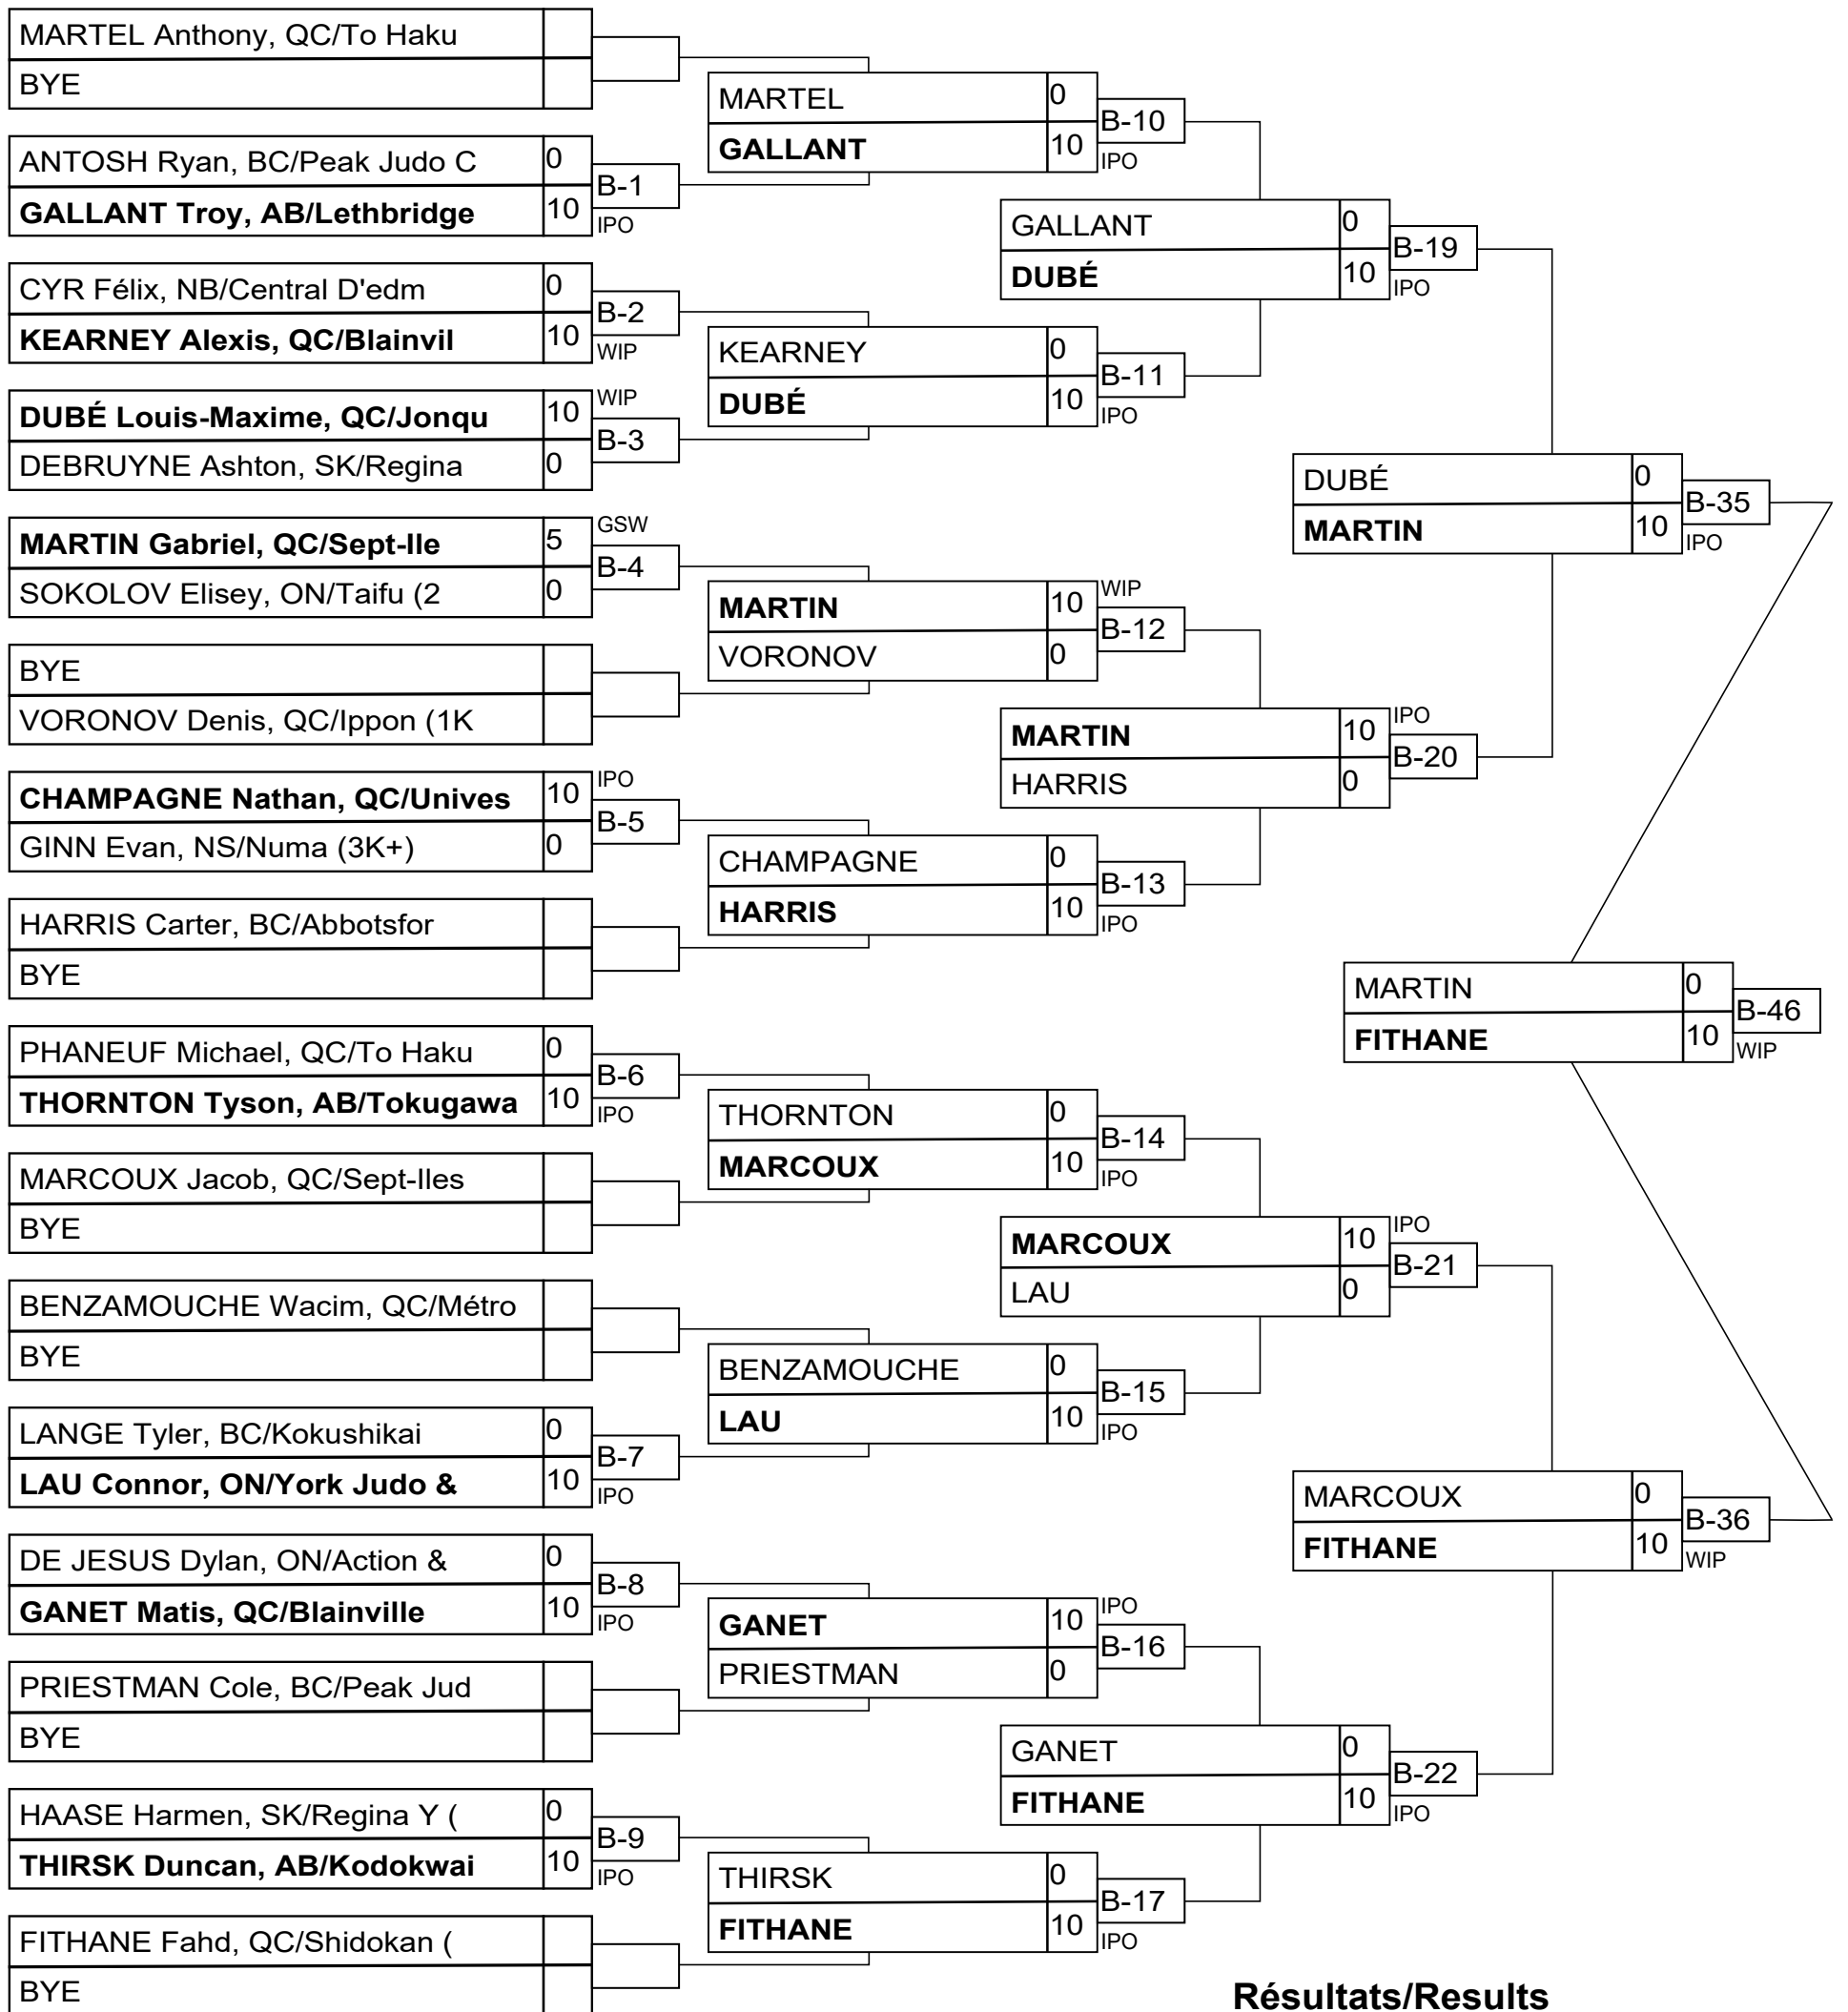 MARTEL Anthony, QC/To Haku
BYE
ANTOSH Ryan, BC/Peak Judo C 0
B-1
GALLANT Troy, AB/Lethbridge 10
IPO
CYR Félix, NB/Central D'edm 0
B-2
KEARNEY Alexis, QC/Blainvil 10
WIP
DUBÉ Louis-Maxime, QC/Jonqu 10
WIP
B-3
DEBRUYNE Ashton, SK/Regina 0
MARTIN Gabriel, QC/Sept-Ile 5
GSW
B-4
SOKOLOV Elisey, ON/Taifu (2 0
BYE
VORONOV Denis, QC/Ippon (1K
CHAMPAGNE Nathan, QC/Unives 10
IPO
B-5
GINN Evan, NS/Numa (3K+) 0
HARRIS Carter, BC/Abbotsfor
BYE
PHANEUF Michael, QC/To Haku 0
B-6
THORNTON Tyson, AB/Tokugawa 10
IPO
MARCOUX Jacob, QC/Sept-Iles
BYE
BENZAMOUCHE Wacim, QC/Métro
BYE
LANGE Tyler, BC/Kokushikai 0
B-7
LAU Connor, ON/York Judo & 10
IPO
DE JESUS Dylan, ON/Action & 0
B-8
GANET Matis, QC/Blainville 10
IPO
PRIESTMAN Cole, BC/Peak Jud
BYE
HAASE Harmen, SK/Regina Y ( 0
B-9
THIRSK Duncan, AB/Kodokwai 10
IPO
FITHANE Fahd, QC/Shidokan (
BYE
MARTEL 0
B-10
GALLANT 10
IPO
KEARNEY 0
B-11
DUBÉ 10
IPO
MARTIN 10
WIP
B-12
VORONOV 0
CHAMPAGNE 0
B-13
HARRIS 10
IPO
THORNTON 0
B-14
MARCOUX 10
IPO
BENZAMOUCHE 0
B-15
LAU 10
IPO
GANET 10
IPO
B-16
PRIESTMAN 0
THIRSK 0
B-17
FITHANE 10
IPO
GALLANT 0
B-19
DUBÉ 10
IPO
MARTIN 10
IPO
B-20
HARRIS 0
MARCOUX 10
IPO
B-21
LAU 0
GANET 0
B-22
FITHANE 10
IPO
DUBÉ 0
B-35
MARTIN 10
IPO
MARCOUX 0
B-36
FITHANE 10
WIP
MARTIN 0
B-46
FITHANE 10
WIP
Résultats/Results